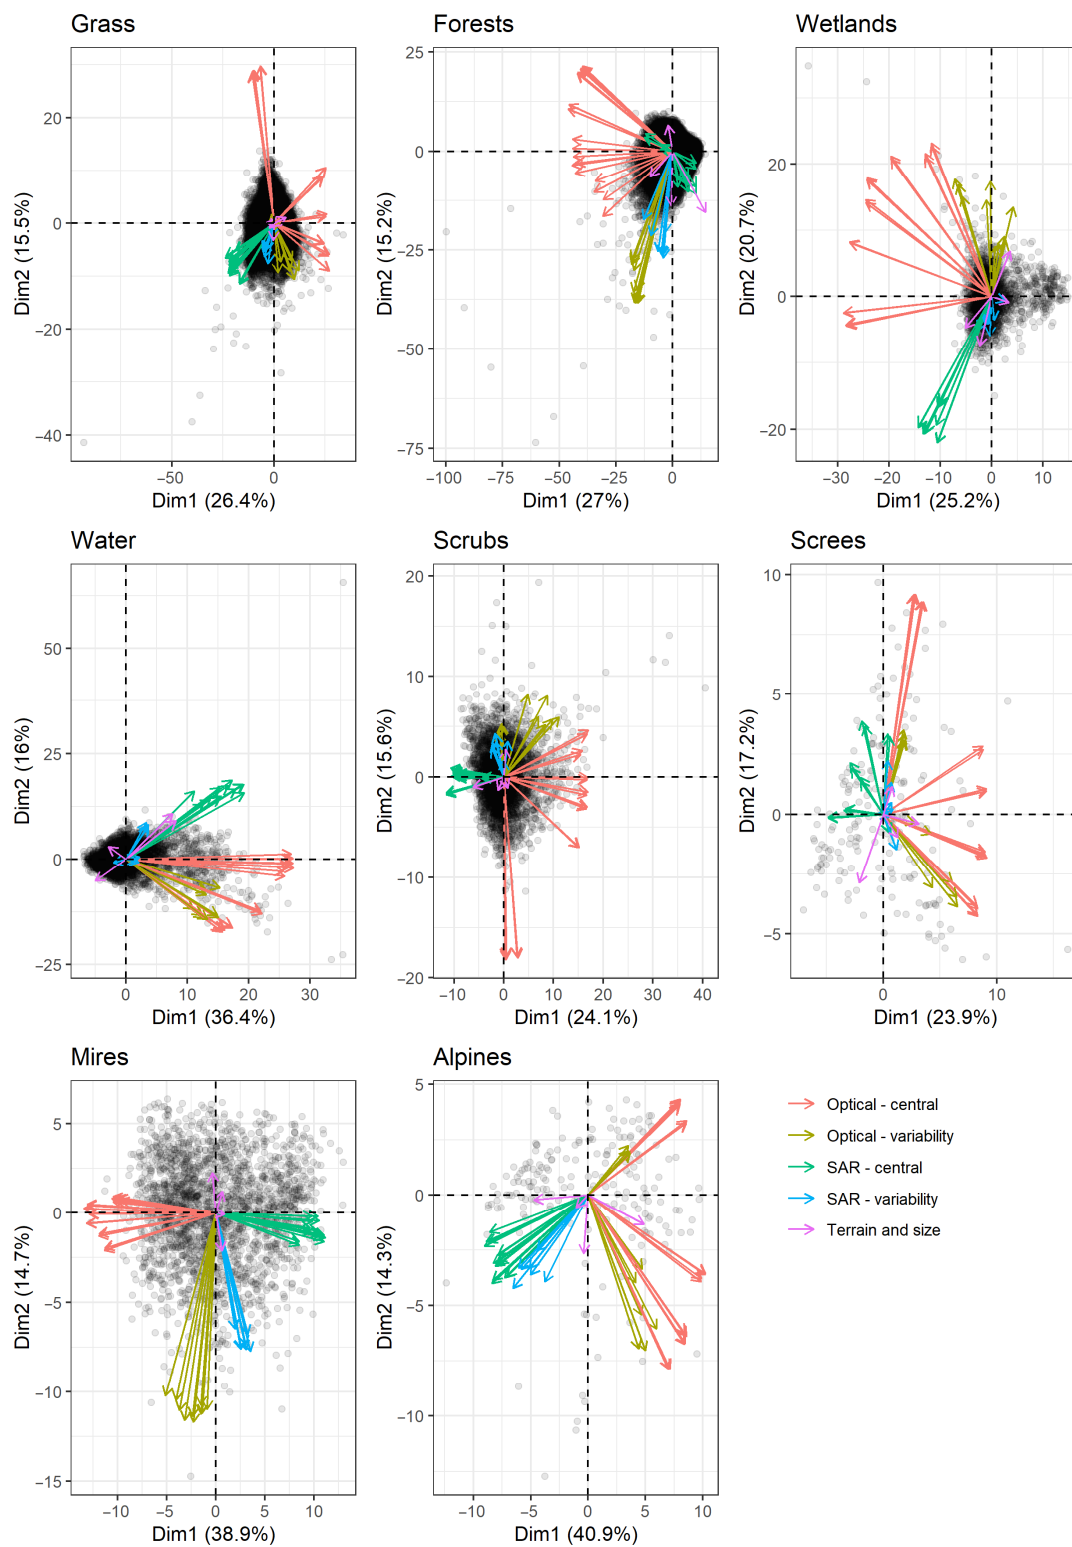 Grass
Forests
Wetlands
20
0
−20
−40
Dim2 (15.5%)
−50
0
Dim1 (26.4%)
25
0
−25
−50
−75
Dim2 (15.2%)
−100
−75
−50
−25
0
Dim1 (27%)
20
0
−20
Dim2 (20.7%)
−30
−20
−10
0
10
Dim1 (25.2%)
Water
Scrubs
Screes
50
25
0
−25
Dim2 (16%)
0
10
20
30
Dim1 (36.4%)
20
10
0
−10
−20
Dim2 (15.6%)
−10
0
10
20
30
40
Dim1 (24.1%)
10
5
0
−5
Dim2 (17.2%)
0
10
Dim1 (23.9%)
Mires
Alpines
5
0
−5
−10
−15
Dim2 (14.7%)
−10
−5
0
5
10
Dim1 (38.9%)
5
0
−5
−10
Dim2 (14.3%)
−10
−5
0
5
10
Dim1 (40.9%)
Optical - central
Optical - variability
SAR - central
SAR - variability
Terrain and size